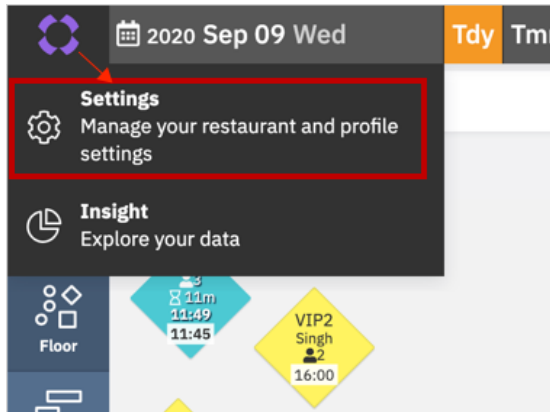 2020 Sep 09 Wed
Tdy
Settings
Manage your restaurant and profile
settings
Insight
Explore your data
Floor
3
11m
11:49
11:45
VIP2
Singh
2
16:00